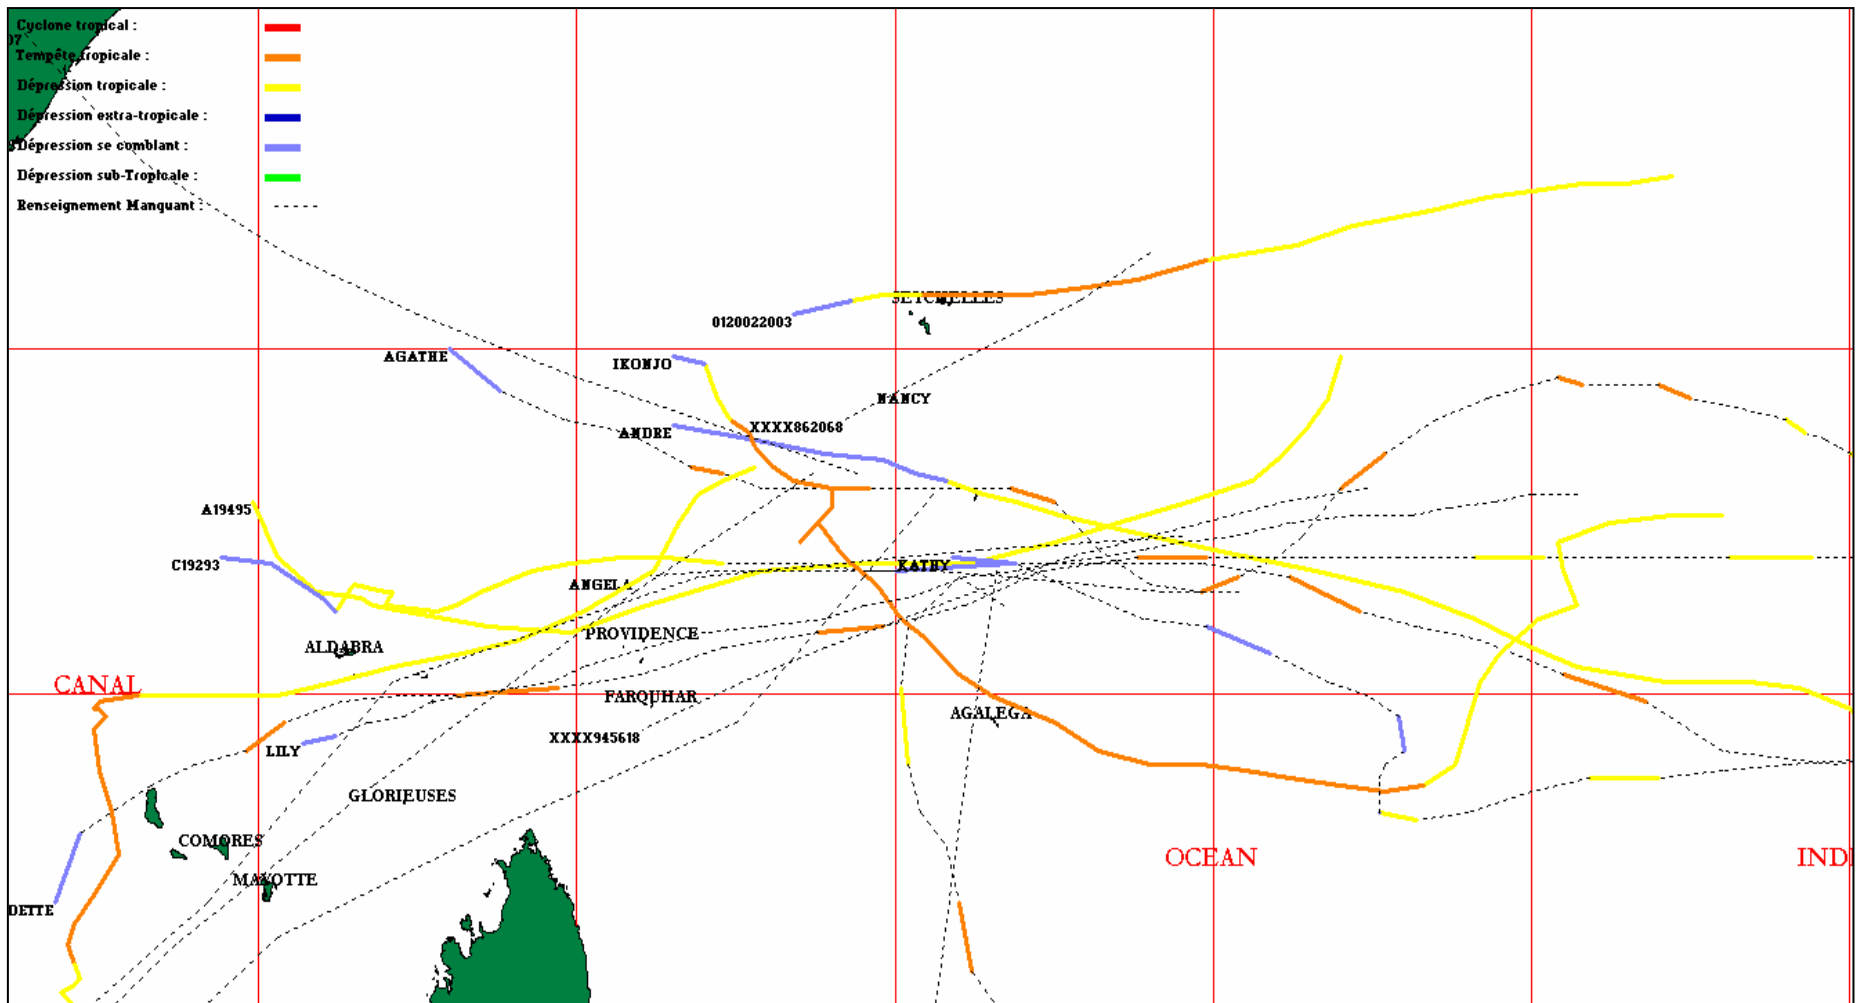 Cyclone tropical :
07
Tempête tropicale :
Dépression tropicale :
Dépression extra-tropicale :
Dépression se comblant :
Dépression sub-Tropicale :
Renseignement Manquant :
SEYCHELLES
0120022003
AGATHE
IKONJO
NANCY
XXXX862068
ANDRE
A19495
C19293
KATHY
ANGELA
PROVIDENCE
ALDABRA
CANAL
FARQUHAR
AGALEGA
XXXX945618
LILY
GLORIEUSES
COMORES
OCEAN
IND
MAYOTTE
DETTE